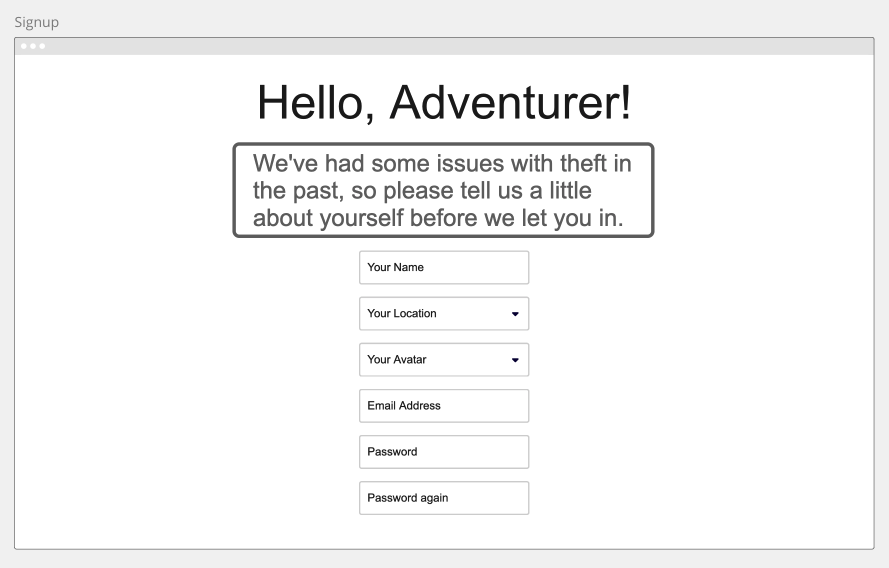 Signup
Hello, Adventurer!
We've had some issues with theft in
the past, so please tell us a little
about yourself before we let you in.
Your Name
Your Location
Your Avatar
Email Address
Password
Password again